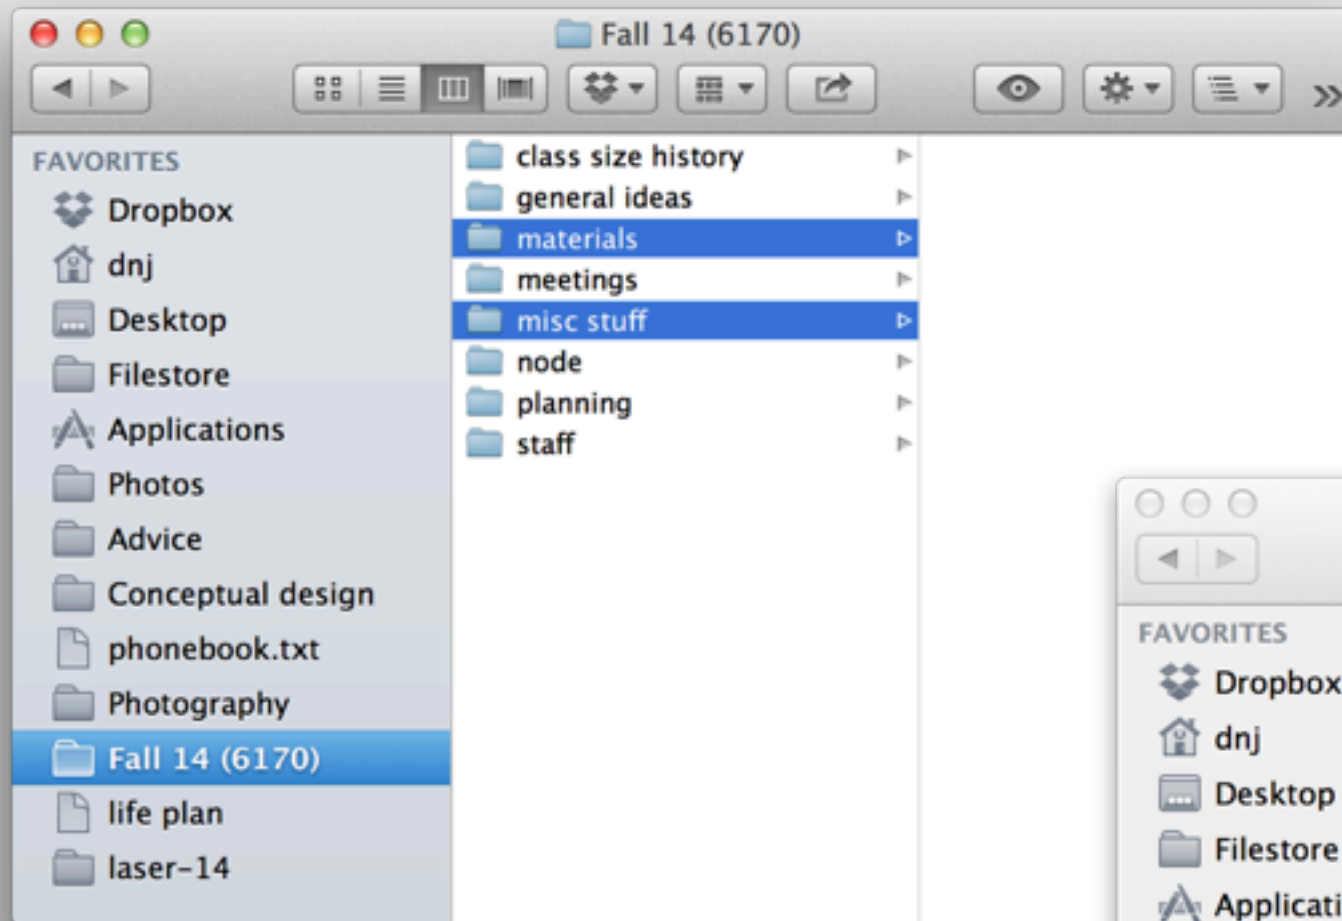 Fall 14 (6170)
FAVORITES
Dropbox
dnj
Desktop
Filestore
Applications
Photos
Advice
Conceptual design
phonebook.txt
Photography
Fall 14 (6170)
life plan
laser-14
class size history
general ideas
materials
meetings
misc stuff
node
planning
staff
FAVORITES
Dropbox
dnj
Desktop
Filestore
Applicati